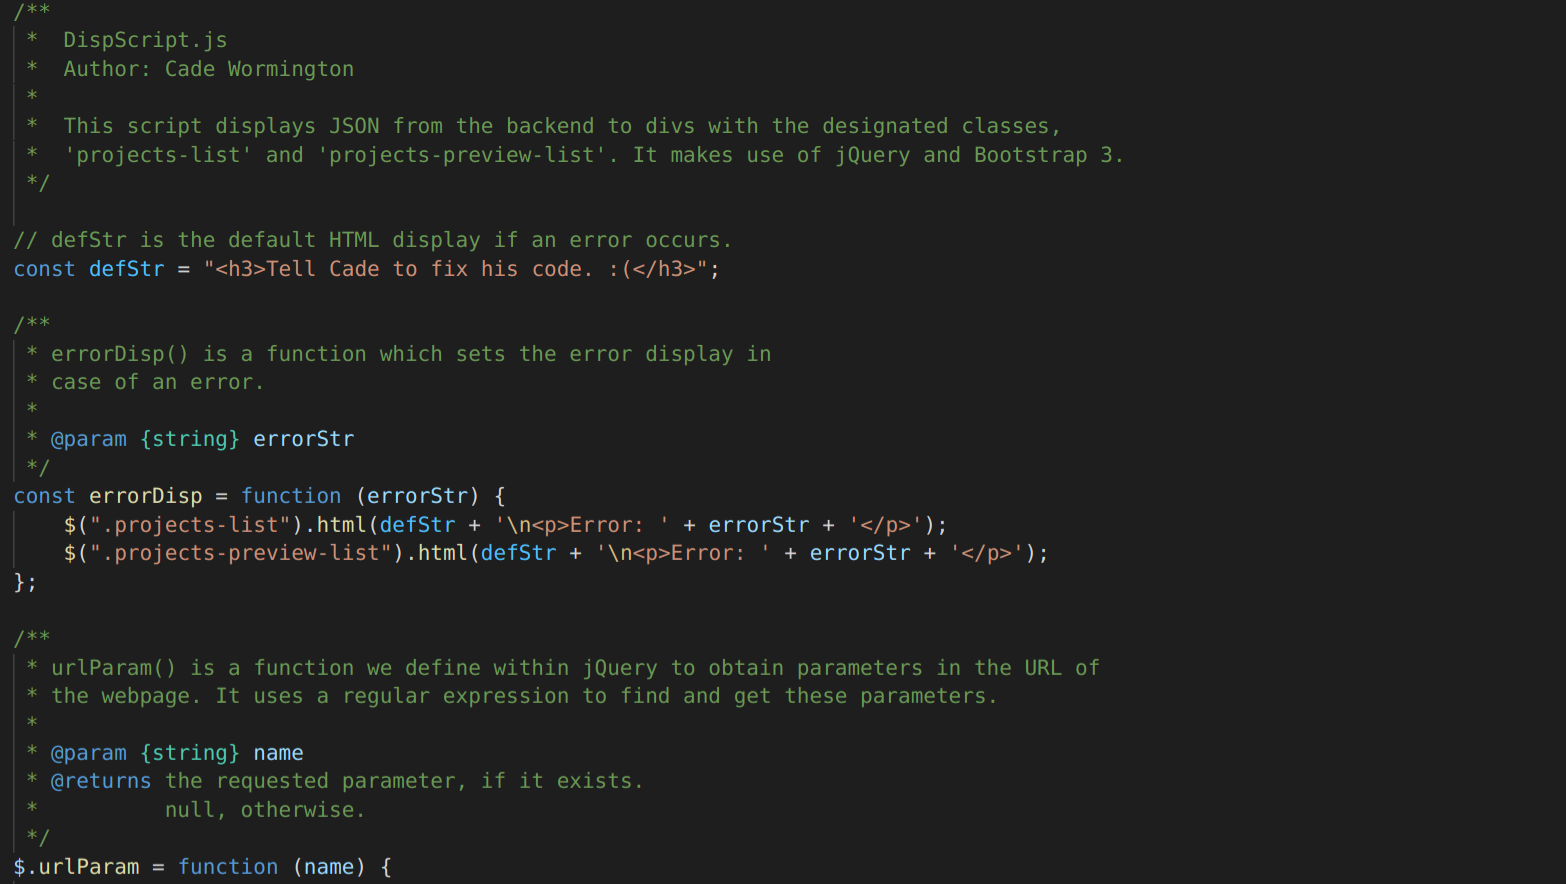 /**
 *  DispScript.js
 *  Author: Cade Wormington
 *
 *  This script displays JSON from the backend to divs with the designated classes,
 *  'projects-list' and 'projects-preview-list'. It makes use of jQuery and Bootstrap 3.
 */

// defStr is the default HTML display if an error occurs.
const defStr = "<h3>Tell Cade to fix his code. :(</h3>";

/**
 * errorDisp() is a function which sets the error display in
 * case of an error.
 *
 * @param {string} errorStr
 */
const errorDisp = function (errorStr) {
    $(".projects-list").html(defStr + '\n<p>Error: ' + errorStr + '</p>');
    $(".projects-preview-list").html(defStr + '\n<p>Error: ' + errorStr + '</p>');
};

/**
 * urlParam() is a function we define within jQuery to obtain parameters in the URL of
 * the webpage. It uses a regular expression to find and get these parameters.
 *
 * @param {string} name
 * @returns the requested parameter, if it exists.
 *          null, otherwise.
 */
$.urlParam = function (name) {